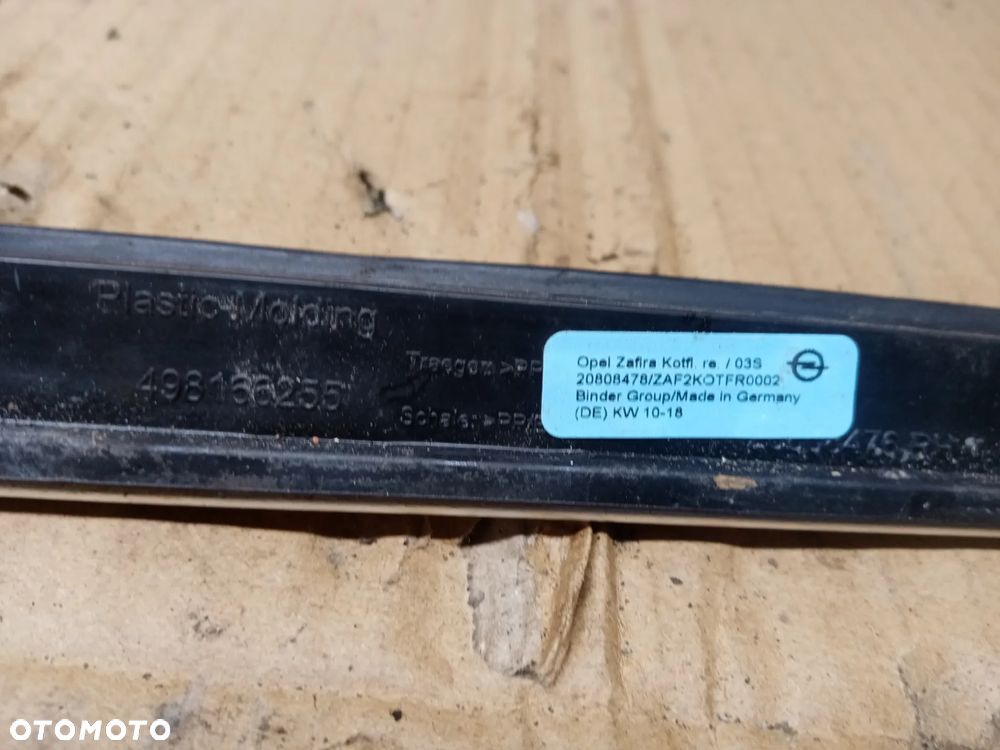 Plastic-Molding
498156255
Opel Zafira Kotfl. re. / 03S
20808478/ZAF2KOTFR0002
Binder Group/Made in Germany
(DE) KW 10-18
OTOMOTO